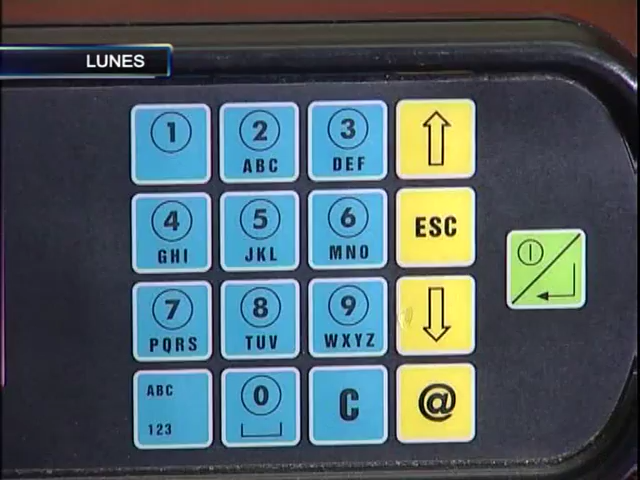 LUNES
1
2
ABC
3
DEF
4
GHI
5
JKL
6
MNO
ESC
7
PQRS
8
TUV
9
WXYZ
ABC
123
0
C
@